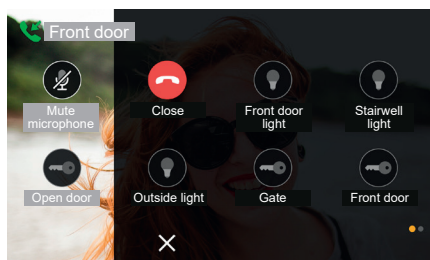 Front door
Mute
microphone
Close
Front door
light
Stairwell
light
Open door
Outside light
Gate
Front door